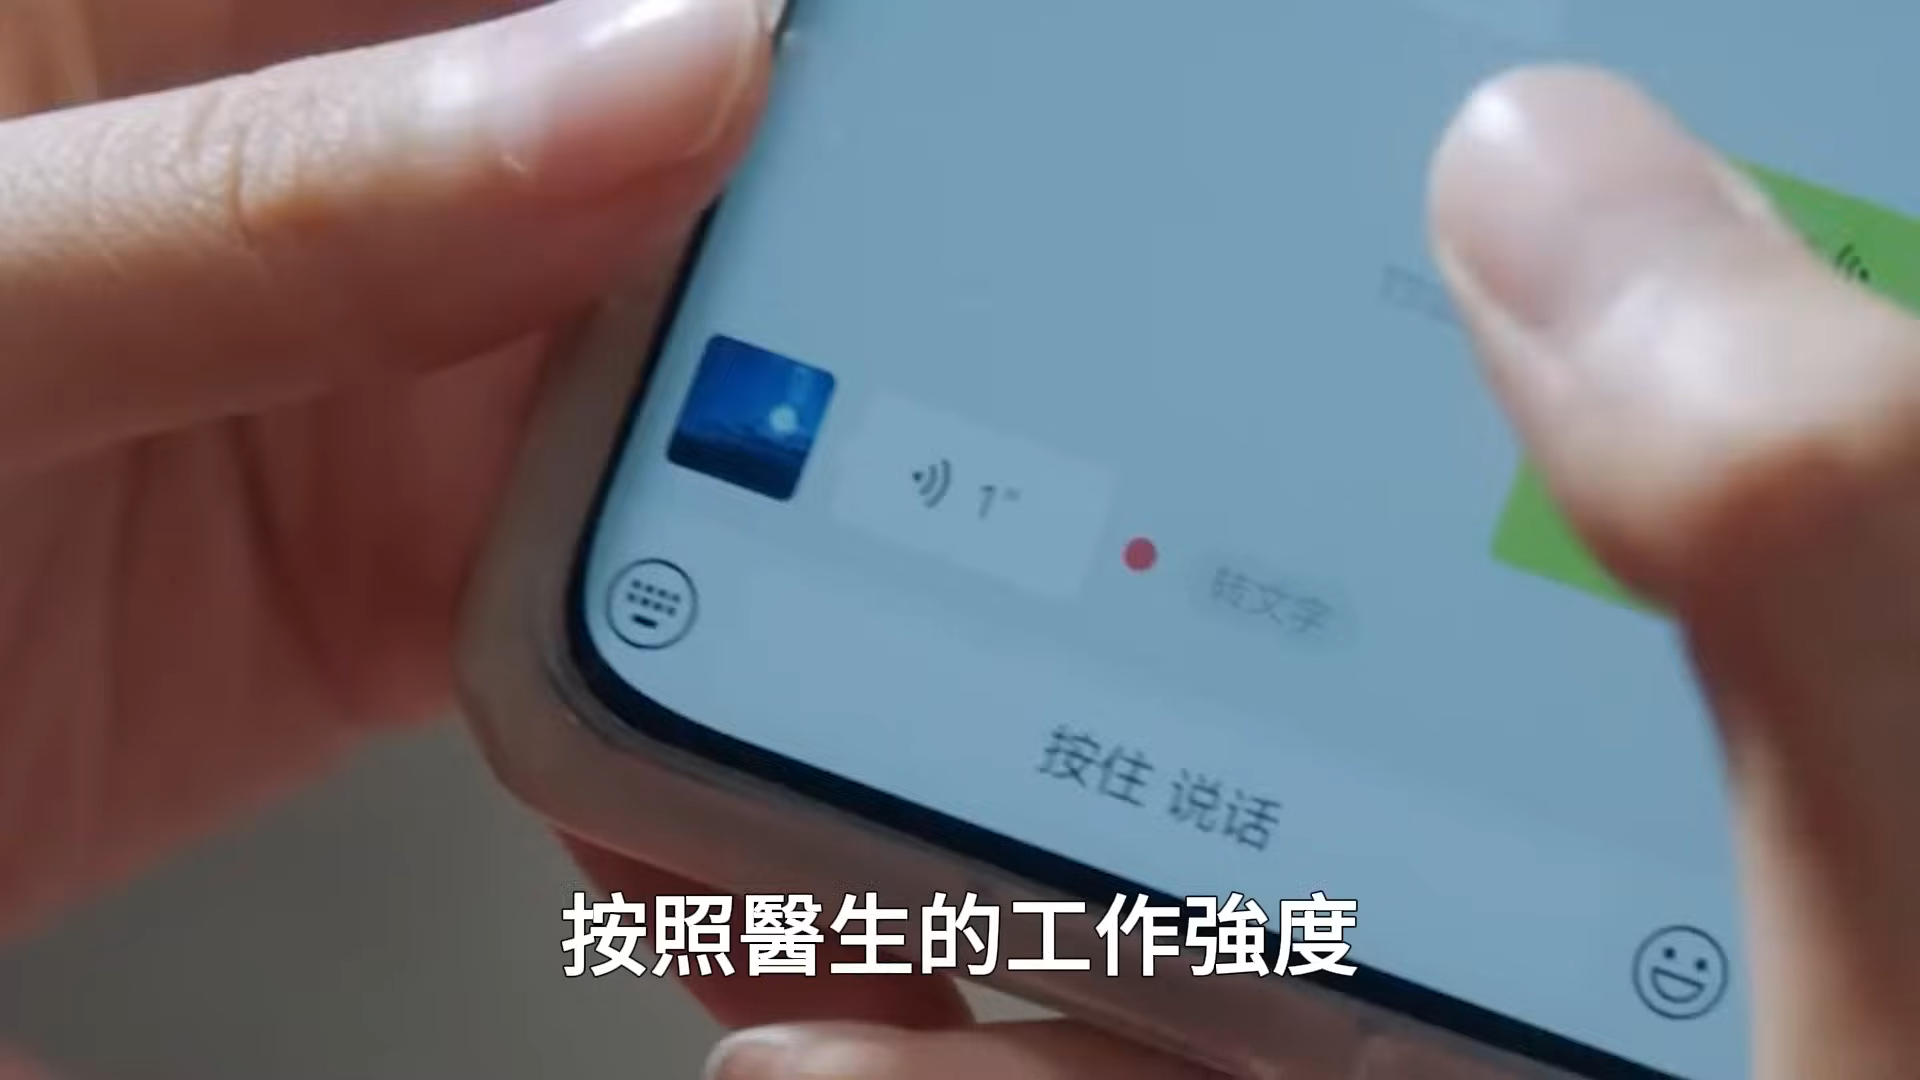 1"
转文字
按住 说话
按照醫生的工作強度